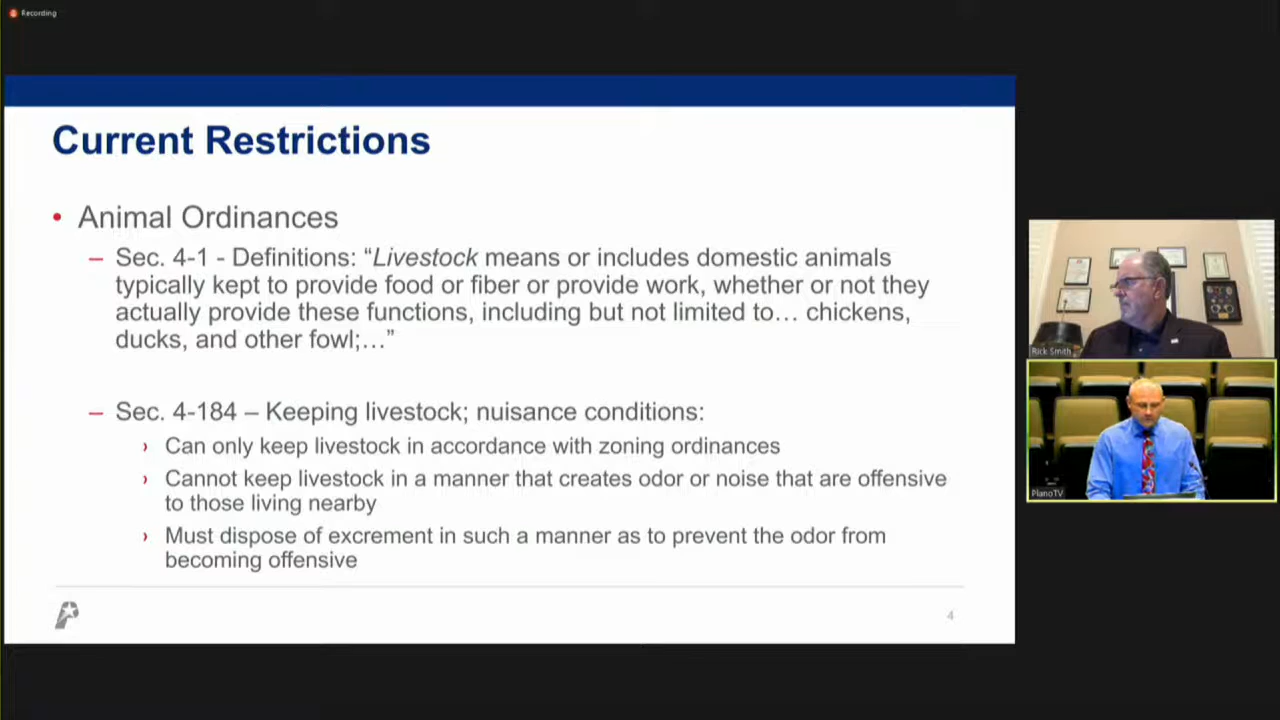 Recording
Current Restrictions
• Animal Ordinances
– Sec. 4-1 - Definitions: “Livestock means or includes domestic animals
typically kept to provide food or fiber or provide work, whether or not they
actually provide these functions, including but not limited to… chickens,
ducks, and other fowl;…”
– Sec. 4-184 – Keeping livestock; nuisance conditions:
› Can only keep livestock in accordance with zoning ordinances
› Cannot keep livestock in a manner that creates odor or noise that are offensive
to those living nearby
› Must dispose of excrement in such a manner as to prevent the odor from
becoming offensive
4
Rick Smith
PlanoTV